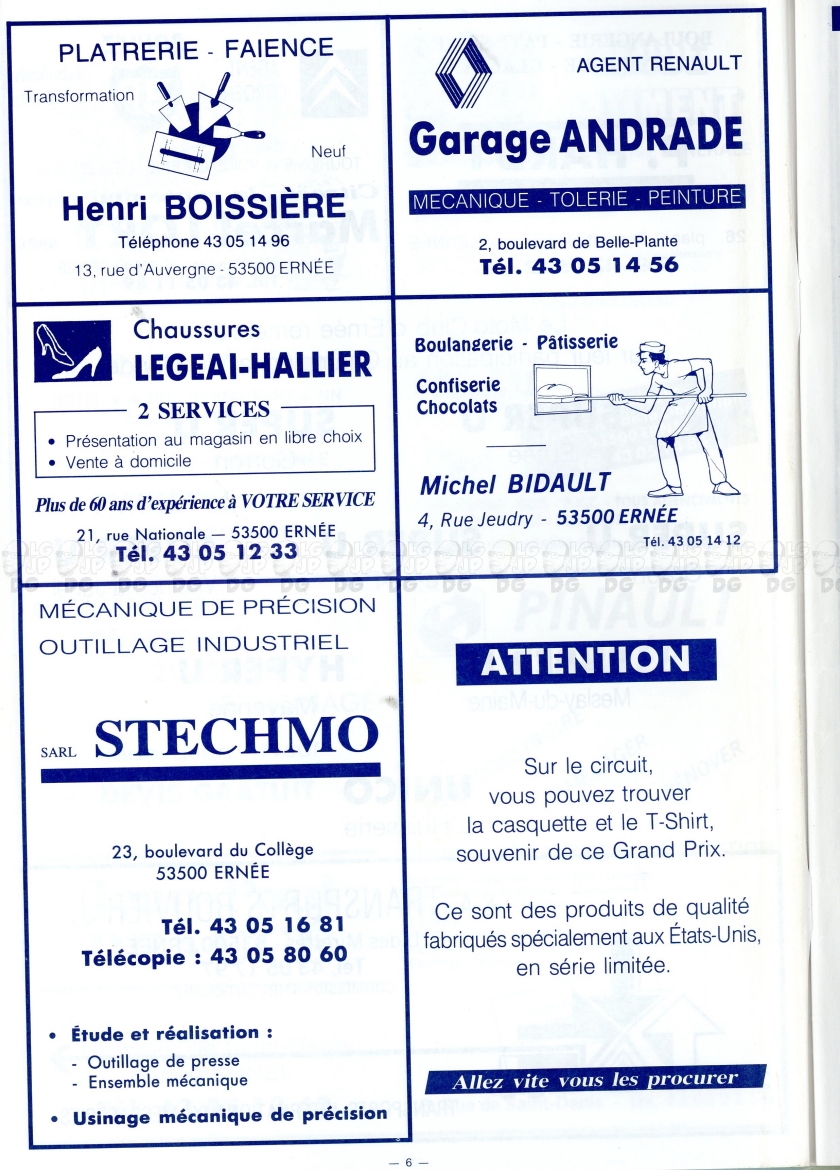 PLATRERIE - FAIENCE
Transformation
Neuf
Henri BOISSIÈRE
Téléphone 43 05 14 96
13, rue d'Auvergne - 53500 ERNÉE
AGENT RENAULT
Garage ANDRADE
MECANIQUE - TOLERIE - PEINTURE
2, boulevard de Belle-Plante
Tél. 43 05 14 56
Chaussures
LEGEAI-HALLIER
2 SERVICES
• Présentation au magasin en libre choix
• Vente à domicile
Plus de 60 ans d'expérience à VOTRE SERVICE
21, rue Nationale — 53500 ERNÉE
Tél. 43 05 12 33
Boulangerie - Pâtisserie
Confiserie
Chocolats
Michel BIDAULT
4, Rue Jeudry - 53500 ERNÉE
Tél. 43 05 14 12
MÉCANIQUE DE PRÉCISION
OUTILLAGE INDUSTRIEL
SARL STECHMO
23, boulevard du Collège
53500 ERNÉE
Tél. 43 05 16 81
Télécopie : 43 05 80 60
• Étude et réalisation :
- Outillage de presse
- Ensemble mécanique
• Usinage mécanique de précision
ATTENTION
Sur le circuit,
vous pouvez trouver
la casquette et le T-Shirt,
souvenir de ce Grand Prix.
Ce sont des produits de qualité
fabriqués spécialement aux États-Unis,
en série limitée.
Allez vite vous les procurer
— 6 —